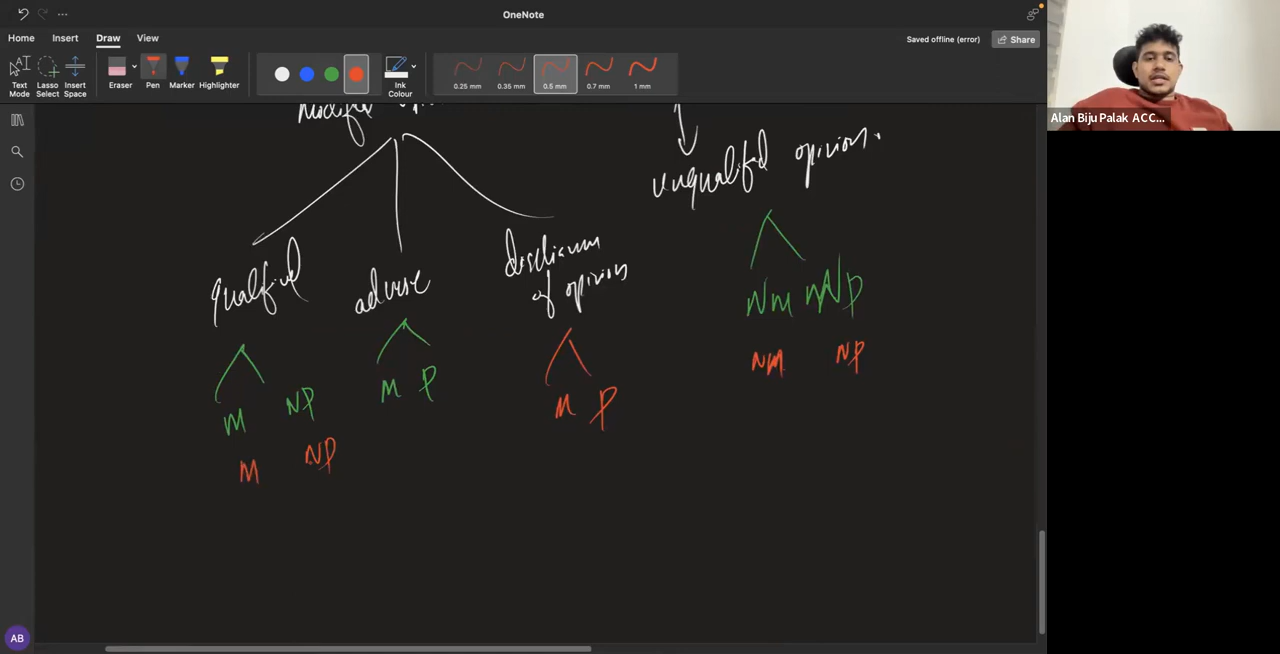 OneNote
Home Insert Draw View
Saved offline (error) Share
Text Mode
Lasso Select
Insert Space
Eraser
Pen
Marker
Highlighter
Ink Colour
0.25 mm 0.35 mm 0.5 mm 0.7 mm 1 mm
Alan Biju Palak ACC...
Modified
unqualified opinion.
qualified adverse disclaimer
of opinion
Nm NP
M NP M P
M P
NM NP
M NP
AB